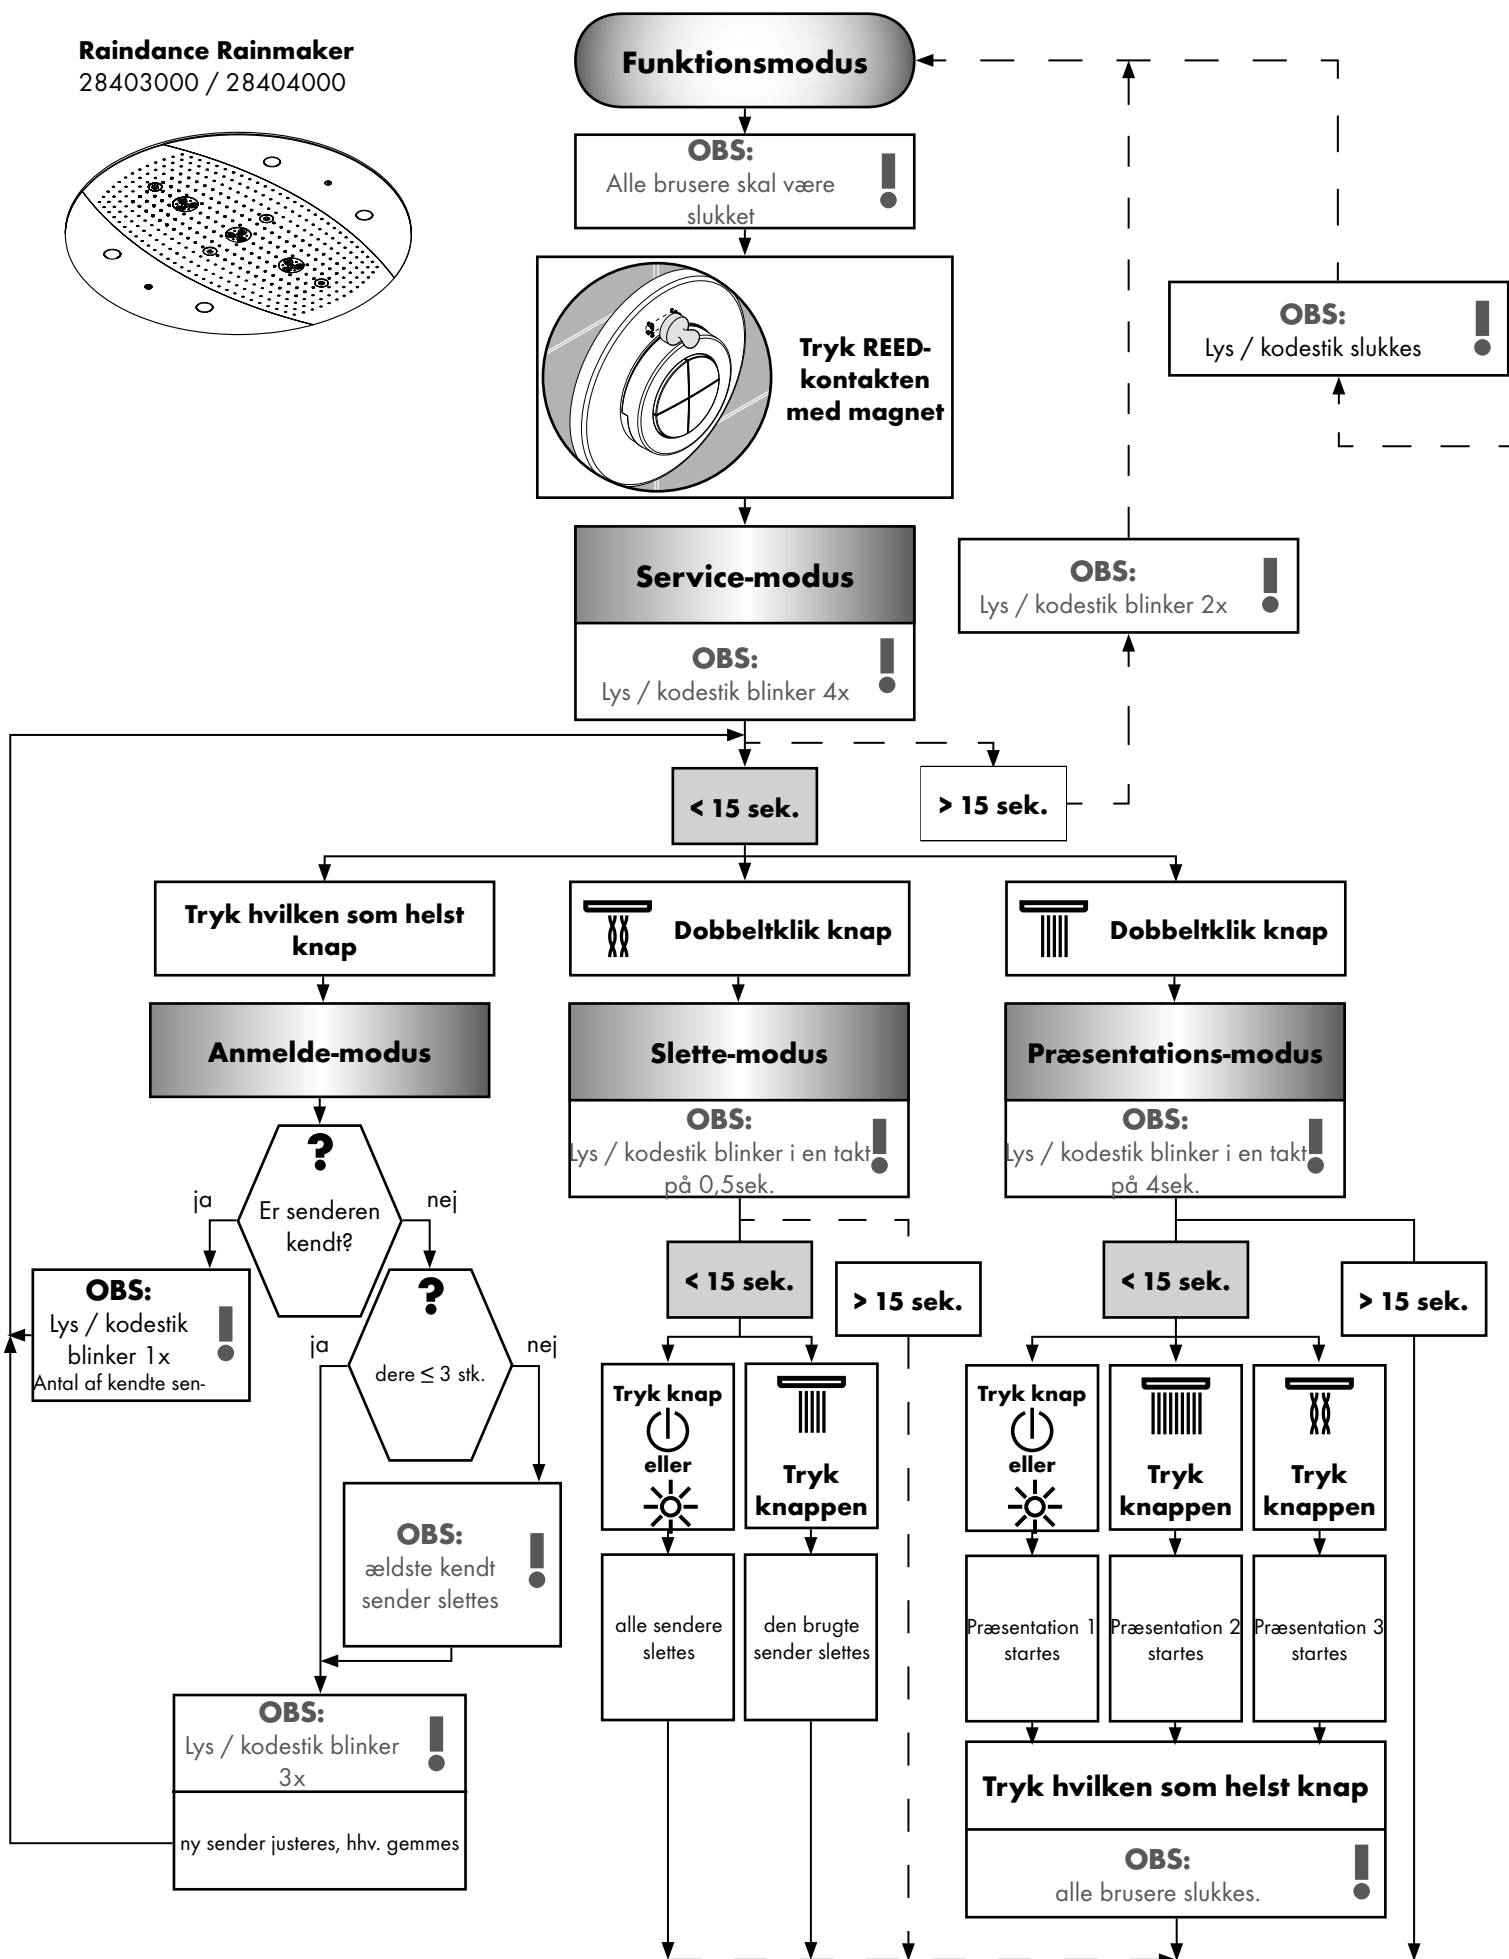 Raindance Rainmaker
28403000 / 28404000
Funktionsmodus
OBS:
Alle brusere skal være
slukket
Tryk REED-
kontakten
med magnet
OBS:
Lys / kodestik slukkes
Service-modus
OBS:
Lys / kodestik blinker 4x
OBS:
Lys / kodestik blinker 2x
< 15 sek.
> 15 sek.
Tryk hvilken som helst
knap
Dobbeltklik knap
Dobbeltklik knap
Anmelde-modus
Slette-modus
OBS:
Lys / kodestik blinker i en takt
på 0,5sek.
Præsentations-modus
OBS:
Lys / kodestik blinker i en takt
på 4sek.
?
Er senderen
kendt?
ja
nej
OBS:
Lys / kodestik
blinker 1x
Antal af kendte sen-
?
dere ≤ 3 stk.
ja
nej
OBS:
ældste kendt
sender slettes
OBS:
Lys / kodestik blinker
3x
ny sender justeres, hhv. gemmes
< 15 sek.
> 15 sek.
Tryk knap
eller
Tryk
knappen
alle sendere
slettes
den brugte
sender slettes
< 15 sek.
> 15 sek.
Tryk knap
eller
Tryk
knappen
Tryk
knappen
Præsentation 1
startes
Præsentation 2
startes
Præsentation 3
startes
Tryk hvilken som helst knap
OBS:
alle brusere slukkes.